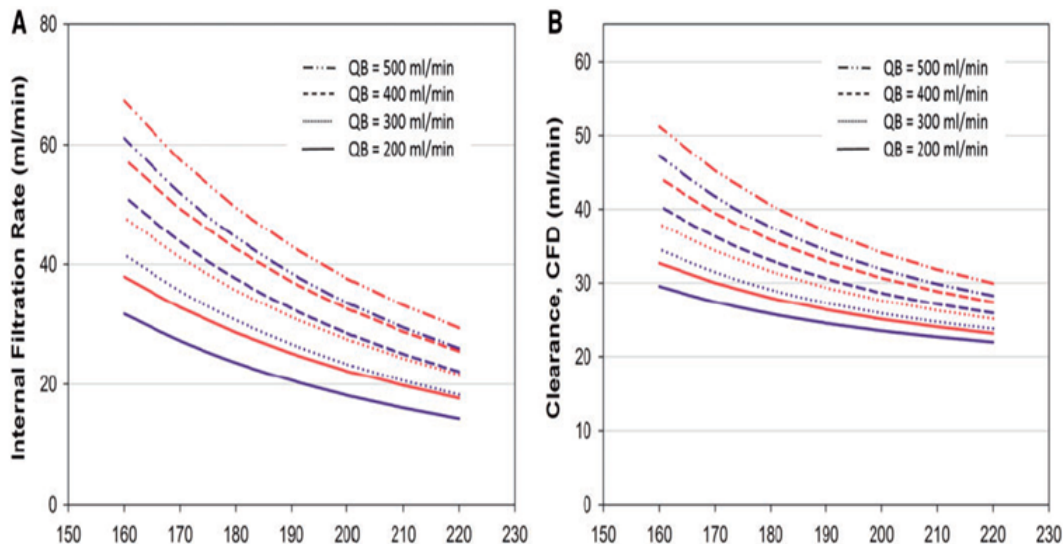 A
Internal Filtration Rate (ml/min)
80
60
40
20
0
QB = 500 ml/min
QB = 400 ml/min
QB = 300 ml/min
QB = 200 ml/min
150 160 170 180 190 200 210 220 230
B
Clearance, CFD (ml/min)
60
50
40
30
20
10
0
QB = 500 ml/min
QB = 400 ml/min
QB = 300 ml/min
QB = 200 ml/min
150 160 170 180 190 200 210 220 230